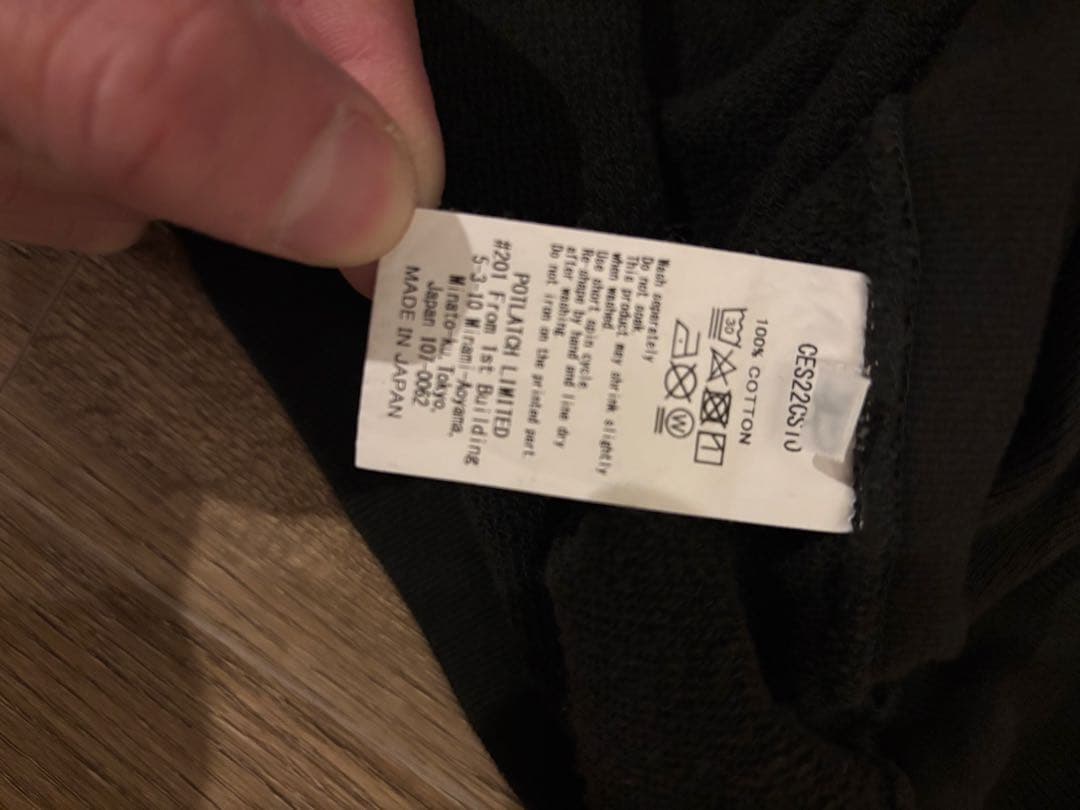 CES22CS10
100% COTTON
30
W
Wash separately
Do not soak
This product may shrink slightly
when washed
Use short spin cycle
Re-shape by hand and line dry
after washing
Do not iron on the printed part.
POTLATCH LIMITED
#201 From 1st Building
5-3-10 Minami-Aoyama,
Minato-ku, Tokyo,
Japan 107-0062
MADE IN JAPAN